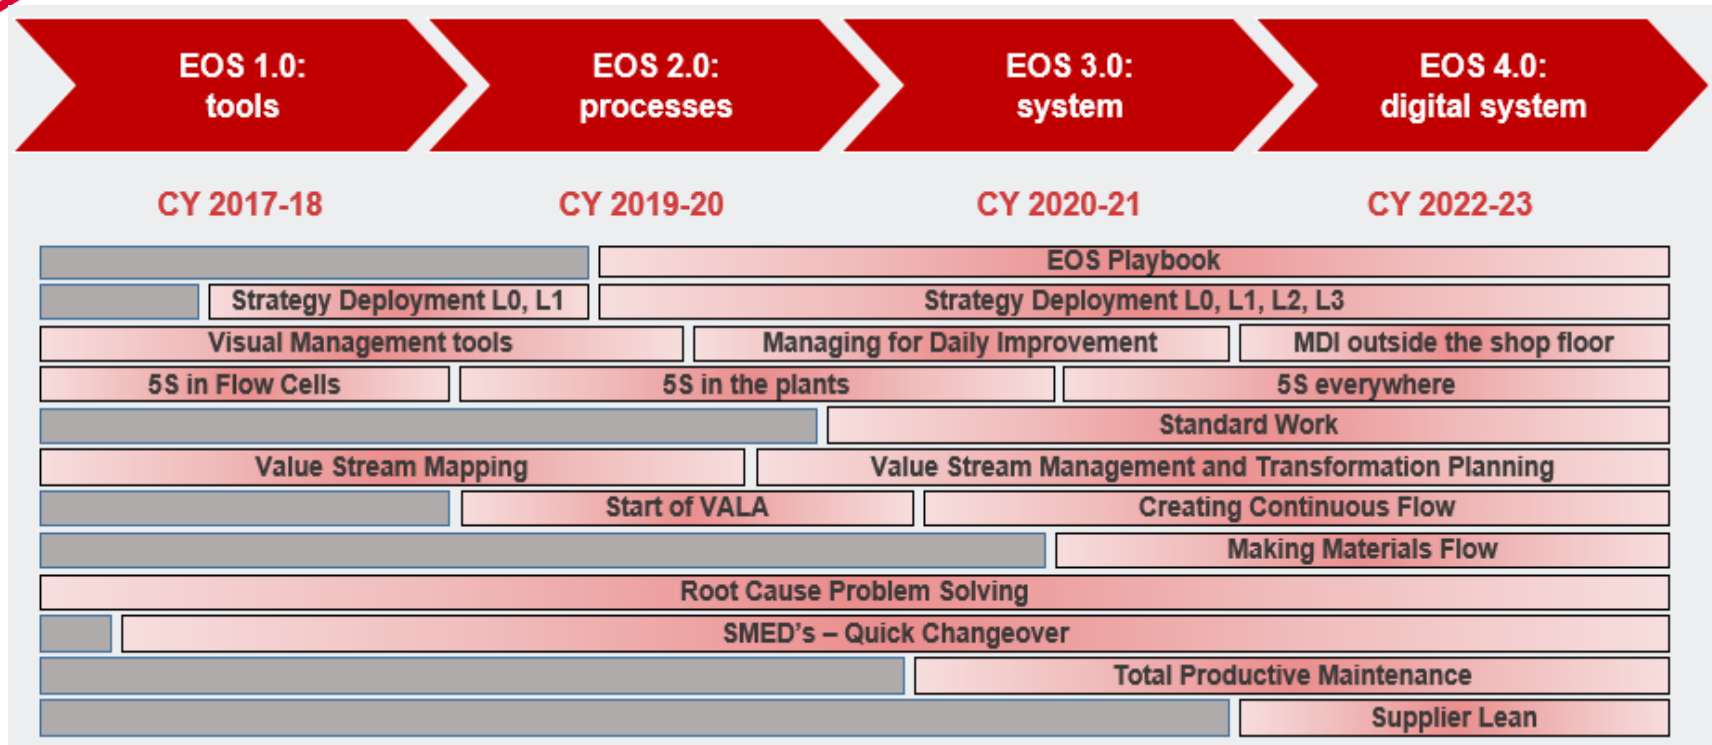 EOS 1.0:
tools
EOS 2.0:
processes
EOS 3.0:
system
EOS 4.0:
digital system
CY 2017-18
CY 2019-20
CY 2020-21
CY 2022-23
EOS Playbook
Strategy Deployment L0, L1
Strategy Deployment L0, L1, L2, L3
Visual Management tools
Managing for Daily Improvement
MDI outside the shop floor
5S in Flow Cells
5S in the plants
5S everywhere
Standard Work
Value Stream Mapping
Value Stream Management and Transformation Planning
Start of VALA
Creating Continuous Flow
Making Materials Flow
Root Cause Problem Solving
SMED's – Quick Changeover
Total Productive Maintenance
Supplier Lean